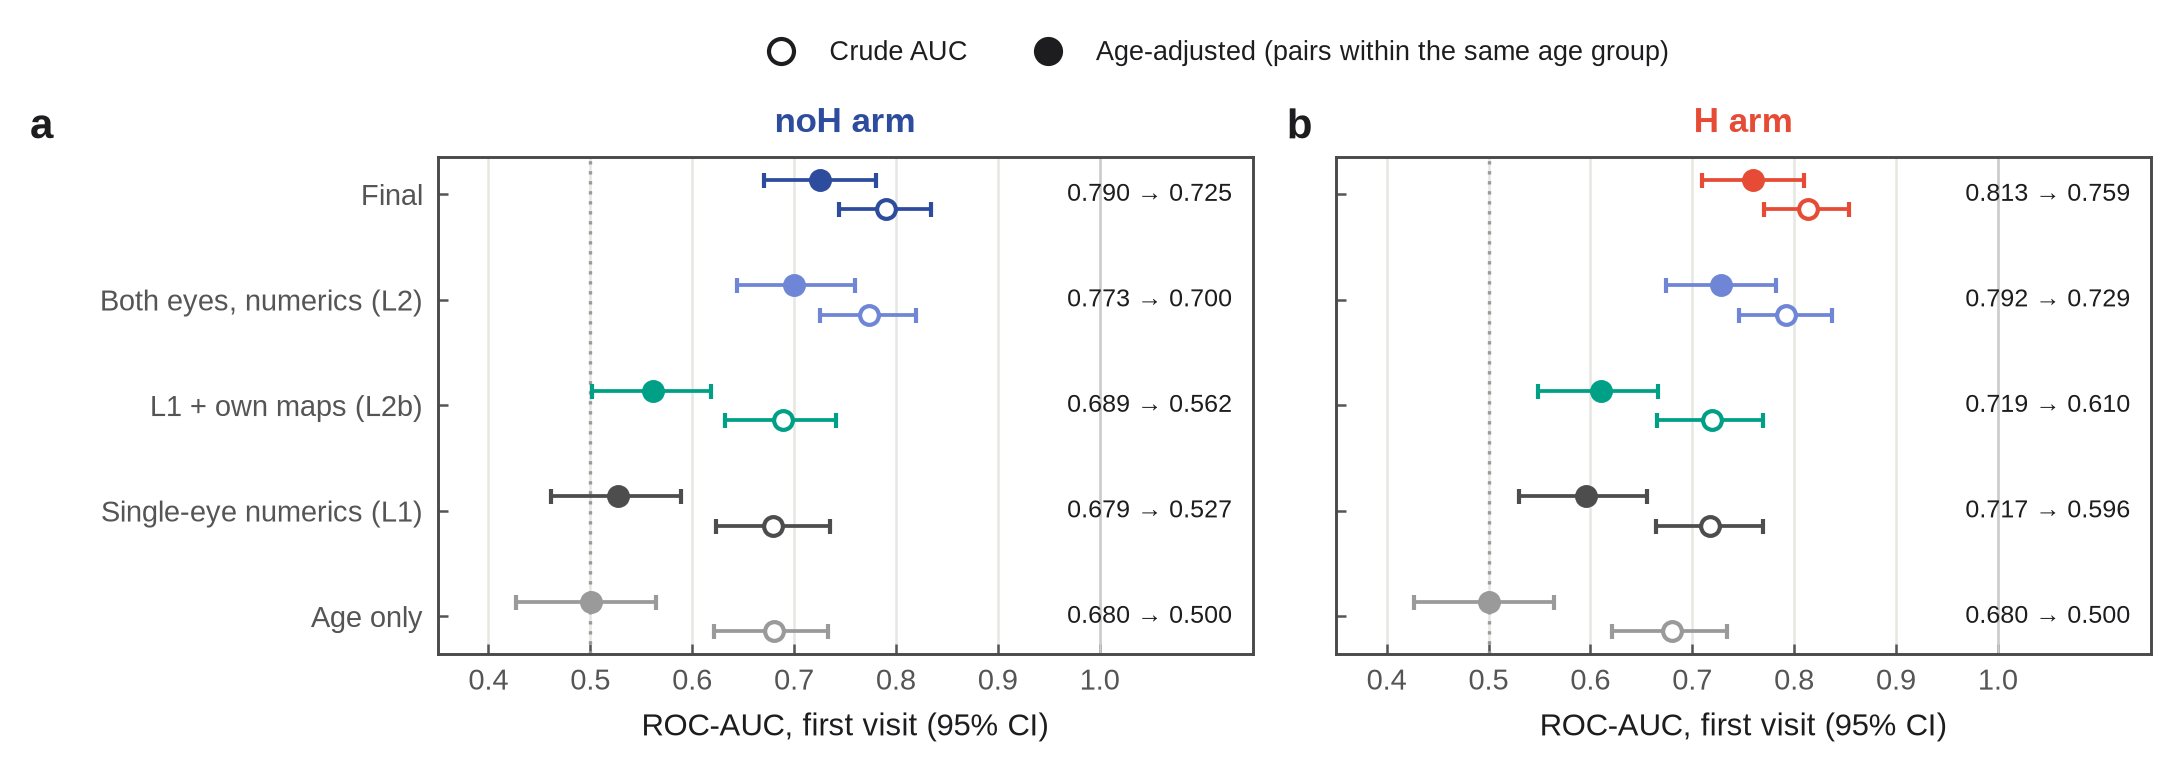 Crude AUC
Age-adjusted (pairs within the same age group)
a
noH arm
b
H arm
Final
0.790 → 0.725
0.813 → 0.759
Both eyes, numerics (L2)
0.773 → 0.700
0.792 → 0.729
L1 + own maps (L2b)
0.689 → 0.562
0.719 → 0.610
Single-eye numerics (L1)
0.679 → 0.527
0.717 → 0.596
Age only
0.680 → 0.500
0.680 → 0.500
0.4 0.5 0.6 0.7 0.8 0.9 1.0
0.4 0.5 0.6 0.7 0.8 0.9 1.0
ROC-AUC, first visit (95% CI)
ROC-AUC, first visit (95% CI)